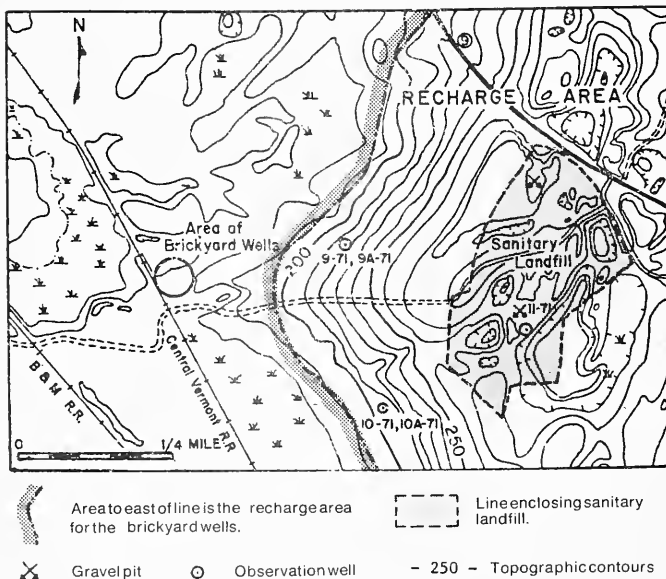 N
RECHARGE AREA
Area of
Brickyard Wells
200
9-71, 9A-71
Sanitary
Landfill
11-71
Central Vermont R.R.
B & M R.R.
10-71, 10A-71
250
0 1/4 MILE
Area to east of line is the recharge area
for the brickyard wells.
Line enclosing sanitary
landfill.
Gravel pit
Observation well
- 250 - Topographic contours